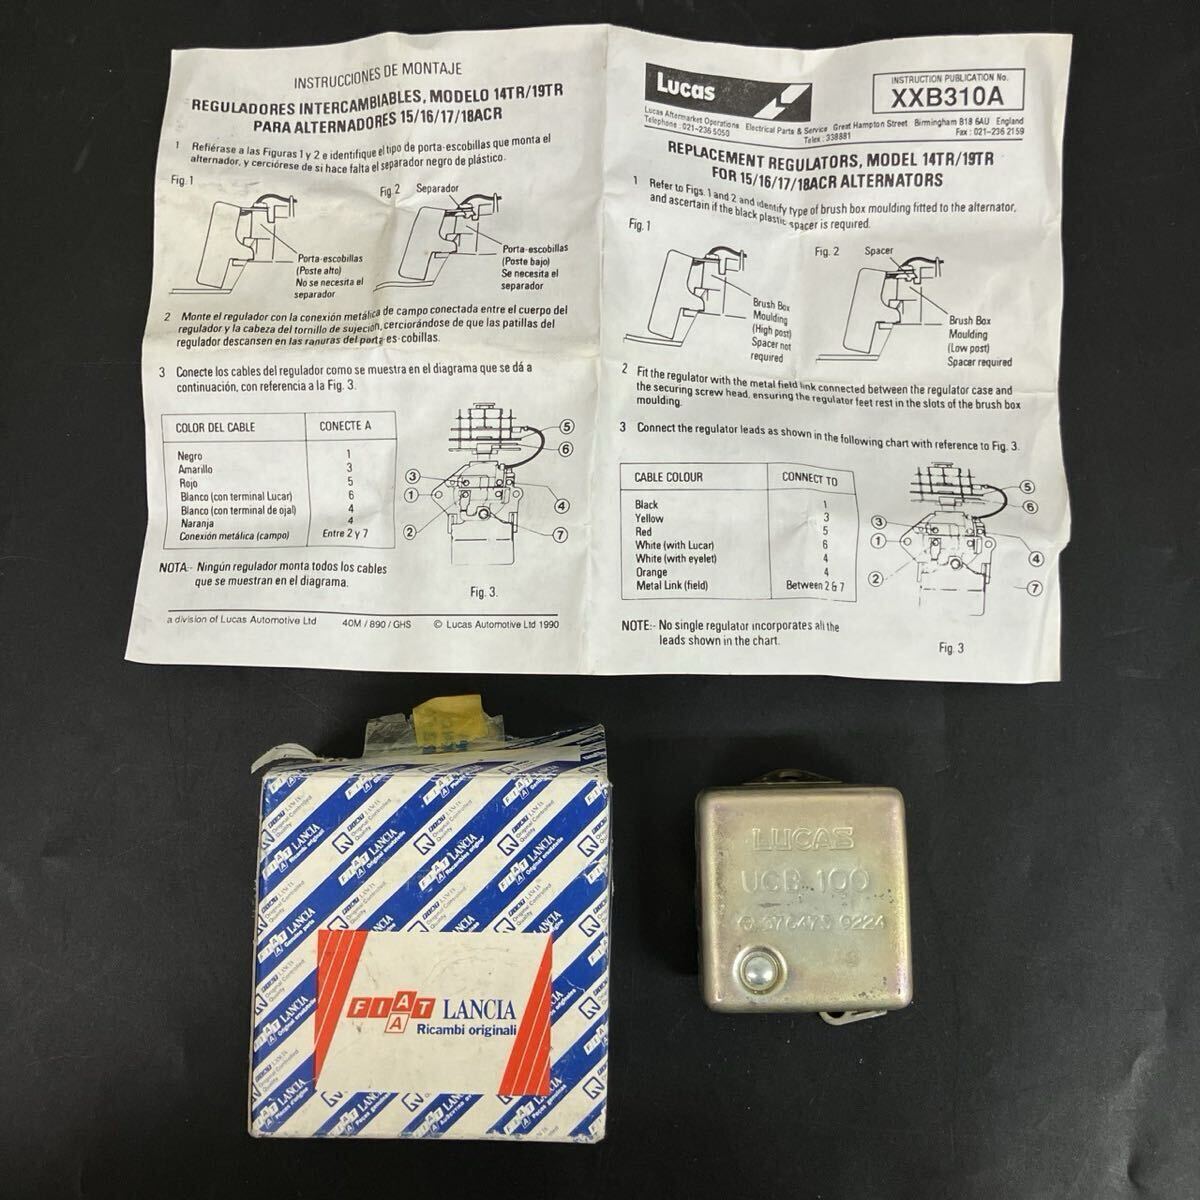 INSTRUCCIONES DE MONTAJE
REGULADORES INTERCAMBIABLES, MODELO 14TR/19TR
PARA ALTERNADORES 15/16/17/18ACR
1 Refiérase a las Figuras 1 y 2 e identifique el tipo de porta-escobillas que monta el
alternador, y cerciórese de si hace falta el separador negro de plástico.
Fig. 1
Fig. 2 Separador
Porta-escobillas
(Poste alto)
No se necesita el
separador
Porta-escobillas
(Poste bajo)
Se necesita el
separador
2 Monte el regulador con la conexión metálica de campo conectada entre el cuerpo del
regulador y la cabeza del tornillo de sujeción, cerciorándose de que las patillas del
regulador descansen en las ranuras del porta-es-cobillas.
3 Conecte los cables del regulador como se muestra en el diagrama que se dá a
continuación, con referencia a la Fig. 3.
COLOR DEL CABLE CONECTE A
Negro 1
Amarillo 3
Rojo 5
Blanco (con terminal Lucar) 6
Blanco (con terminal de ojal) 4
Naranja 4
Conexión metálica (campo) Entre 2 y 7
5
6
3
1
4
2
7
Fig. 3.
NOTA:- Ningún regulador monta todos los cables
que se muestran en el diagrama.
a division of Lucas Automotive Ltd 40M / 890 / GHS © Lucas Automotive Ltd 1990
Lucas
INSTRUCTION PUBLICATION No.
XXB310A
Lucas Aftermarket Operations Electrical Parts & Service Great Hampton Street Birmingham B18 6AU England
Telephone : 021-236 5050 Telex : 338881 Fax : 021-236 2159
REPLACEMENT REGULATORS, MODEL 14TR/19TR
FOR 15/16/17/18ACR ALTERNATORS
1 Refer to Figs. 1 and 2, and identify type of brush box moulding fitted to the alternator,
and ascertain if the black plastic spacer is required.
Fig. 1
Fig. 2 Spacer
Brush Box
Moulding
(High post)
Spacer not
required
Brush Box
Moulding
(Low post)
Spacer required
2 Fit the regulator with the metal field link connected between the regulator case and
the securing screw head, ensuring the regulator feet rest in the slots of the brush box
moulding.
3 Connect the regulator leads as shown in the following chart with reference to Fig. 3.
CABLE COLOUR CONNECT TO
Black 1
Yellow 3
Red 5
White (with Lucar) 6
White (with eyelet) 4
Orange 4
Metal Link (field) Between 2 & 7
5
6
3
1
4
2
7
NOTE:- No single regulator incorporates all the
leads shown in the chart.
Fig. 3
FIAT LANCIA
Ricambi originali
LUCAS
UCB 100